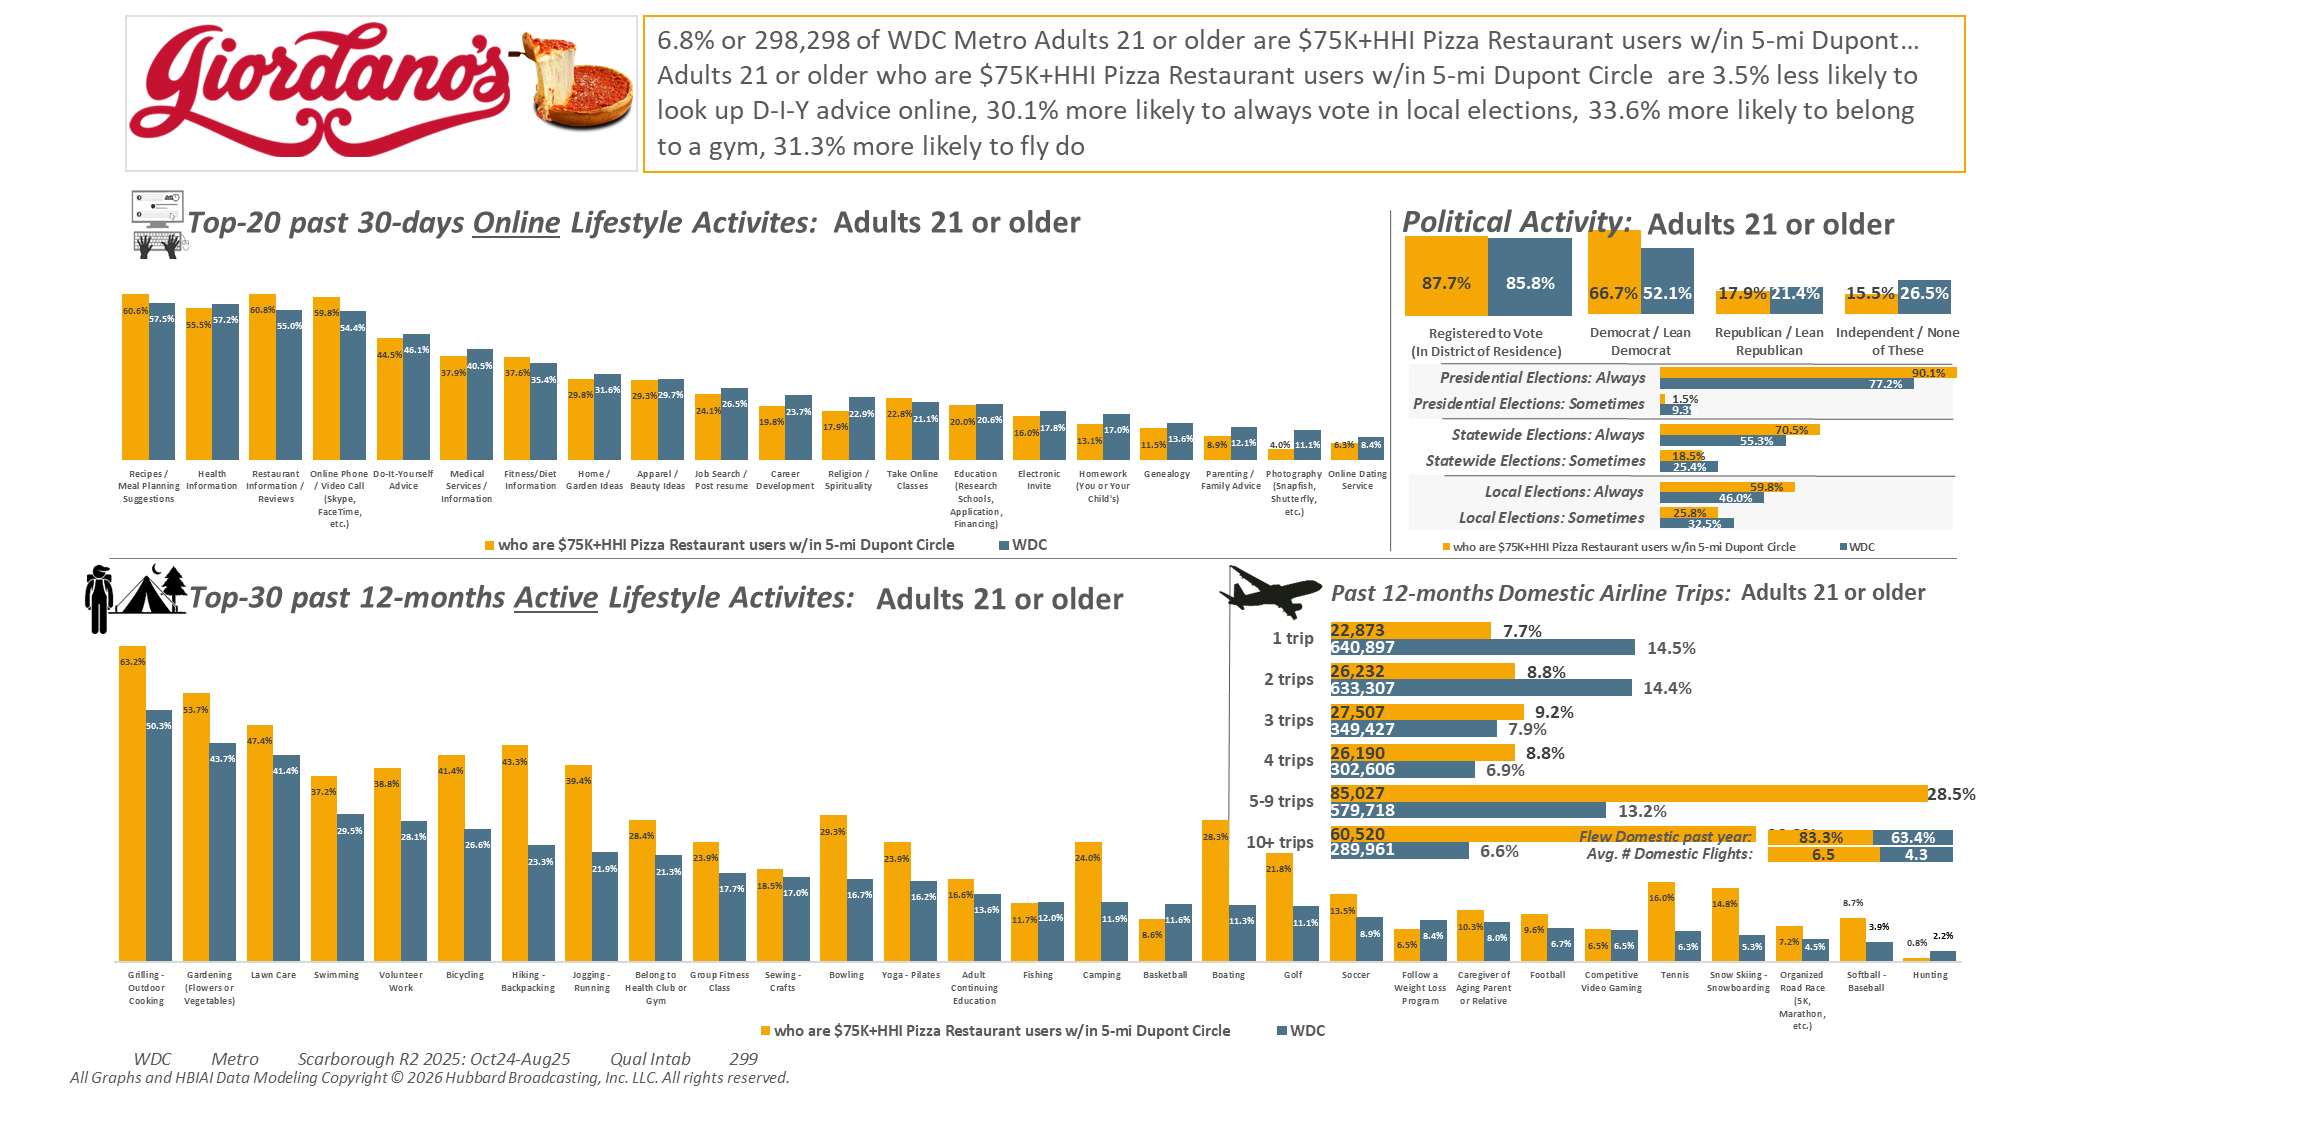 Giordano's
6.8% or 298,298 of WDC Metro Adults 21 or older are $75K+HHI Pizza Restaurant users w/in 5-mi Dupont...
Adults 21 or older who are $75K+HHI Pizza Restaurant users w/in 5-mi Dupont Circle are 3.5% less likely to
look up D-I-Y advice online, 30.1% more likely to always vote in local elections, 33.6% more likely to belong
to a gym, 31.3% more likely to fly do
Top-20 past 30-days Online Lifestyle Activites: Adults 21 or older
60.6% 57.5% 55.5% 57.2% 60.8% 55.0% 59.8% 54.4% 44.5% 46.1% 37.9% 40.5% 37.6% 35.4% 29.8% 31.6% 29.3% 29.7% 24.1% 26.5% 19.8% 23.7% 17.9% 22.9% 22.8% 21.1% 20.0% 20.6% 16.0% 17.8% 13.1% 17.0% 11.5% 13.6% 8.9% 12.1% 4.0% 11.1% 6.3% 8.4%
Recipes /
Meal Planning
Suggestions
Health
Information
Restaurant
Information /
Reviews
Online Phone
/ Video Call
(Skype,
FaceTime,
etc.)
Do-It-Yourself
Advice
Medical
Services /
Information
Fitness/Diet
Information
Home /
Garden Ideas
Apparel /
Beauty Ideas
Job Search /
Post resume
Career
Development
Religion /
Spirituality
Take Online
Classes
Education
(Research
Schools,
Application,
Financing)
Electronic
Invite
Homework
(You or Your
Child's)
Genealogy
Parenting /
Family Advice
Photography
(Snapfish,
Shutterfly,
etc.)
Online Dating
Service
who are $75K+HHI Pizza Restaurant users w/in 5-mi Dupont Circle WDC
Political Activity: Adults 21 or older
87.7% 85.8% 66.7% 52.1% 17.9% 21.4% 15.5% 26.5%
Registered to Vote
(In District of Residence)
Democrat / Lean
Democrat
Republican / Lean
Republican
Independent / None
of These
Presidential Elections: Always 90.1%
77.2%
Presidential Elections: Sometimes 1.5%
9.3%
Statewide Elections: Always 70.5%
55.3%
Statewide Elections: Sometimes 18.5%
25.4%
Local Elections: Always 59.8%
46.0%
Local Elections: Sometimes 25.8%
32.5%
who are $75K+HHI Pizza Restaurant users w/in 5-mi Dupont Circle WDC
Top-30 past 12-months Active Lifestyle Activites: Adults 21 or older
63.2% 50.3% 53.7% 43.7% 47.4% 41.4% 37.2% 29.5% 38.8% 28.1% 41.4% 26.6% 43.3% 23.3% 39.4% 21.9% 28.4% 21.3% 23.9% 17.7% 18.5% 17.0% 29.3% 16.7% 23.9% 16.2% 16.6% 13.6% 11.7% 12.0% 24.0% 11.9% 8.6% 11.6% 28.3% 11.3% 21.8% 11.1% 13.5% 8.9% 6.5% 8.4% 10.3% 8.0% 9.6% 6.7% 6.5% 6.5% 16.0% 6.3% 14.8% 5.3% 7.2% 4.5% 8.7% 3.9% 0.8% 2.2%
Grilling -
Outdoor
Cooking
Gardening
(Flowers or
Vegetables)
Lawn Care
Swimming
Volunteer
Work
Bicycling
Hiking -
Backpacking
Jogging -
Running
Belong to
Health Club or
Gym
Group Fitness
Class
Sewing -
Crafts
Bowling
Yoga - Pilates
Adult
Continuing
Education
Fishing
Camping
Basketball
Boating
Golf
Soccer
Follow a
Weight Loss
Program
Caregiver of
Aging Parent
or Relative
Football
Competitive
Video Gaming
Tennis
Snow Skiing -
Snowboarding
Organized
Road Race
(5K,
Marathon,
etc.)
Softball -
Baseball
Hunting
who are $75K+HHI Pizza Restaurant users w/in 5-mi Dupont Circle WDC
Past 12-months Domestic Airline Trips: Adults 21 or older
1 trip 22,873 7.7%
640,897 14.5%
2 trips 26,232 8.8%
633,307 14.4%
3 trips 27,507 9.2%
349,427 7.9%
4 trips 26,190 8.8%
302,606 6.9%
5-9 trips 85,027 28.5%
579,718 13.2%
10+ trips 60,520
289,961 6.6%
Flew Domestic past year: 83.3% 63.4%
Avg. # Domestic Flights: 6.5 4.3
WDC Metro Scarborough R2 2025: Oct24-Aug25 Qual Intab 299
All Graphs and HBIAI Data Modeling Copyright © 2026 Hubbard Broadcasting, Inc. LLC. All rights reserved.